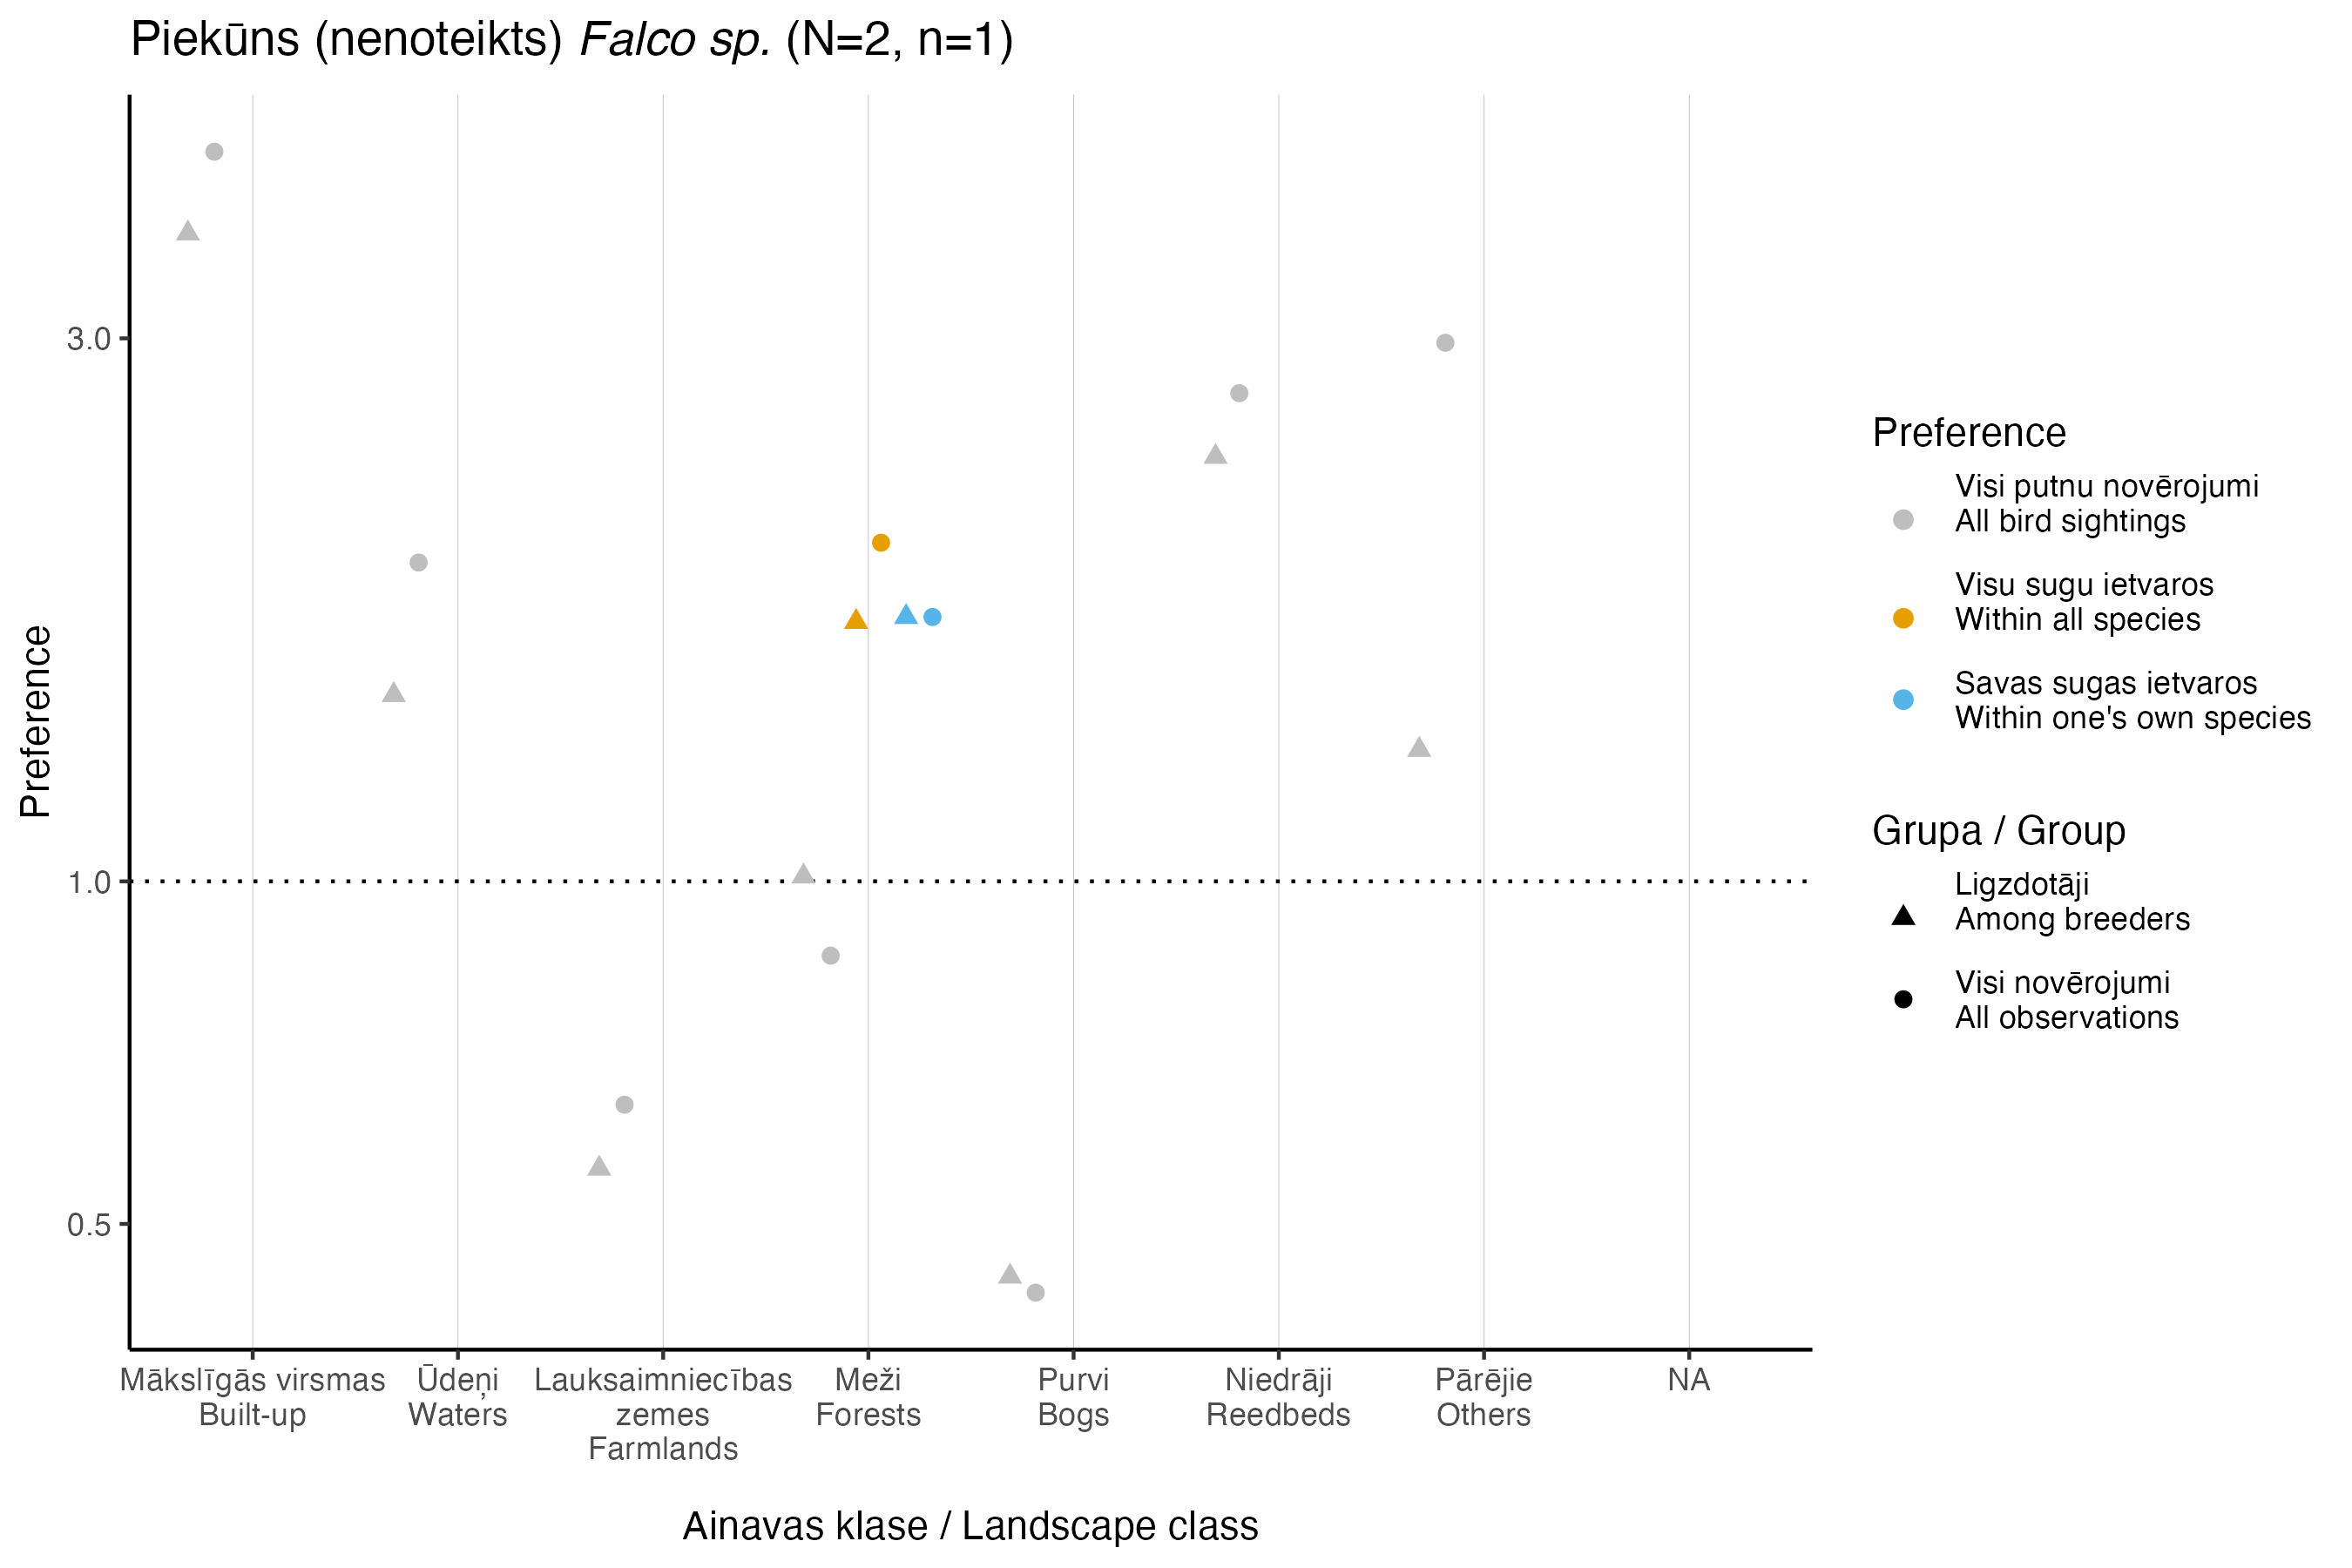 Piekūns (nenoteikts) Falco sp. (N=2, n=1)
Preference
3.0
1.0
0.5
Mākslīgās virsmas
Built-up
Ūdeņi
Waters
Lauksaimniecības
zemes
Farmlands
Meži
Forests
Purvi
Bogs
Niedrāji
Reedbeds
Pārējie
Others
NA
Ainavas klase / Landscape class
Preference
Visi putnu novērojumi
All bird sightings
Visu sugu ietvaros
Within all species
Savas sugas ietvaros
Within one's own species
Grupa / Group
Ligzdotāji
Among breeders
Visi novērojumi
All observations